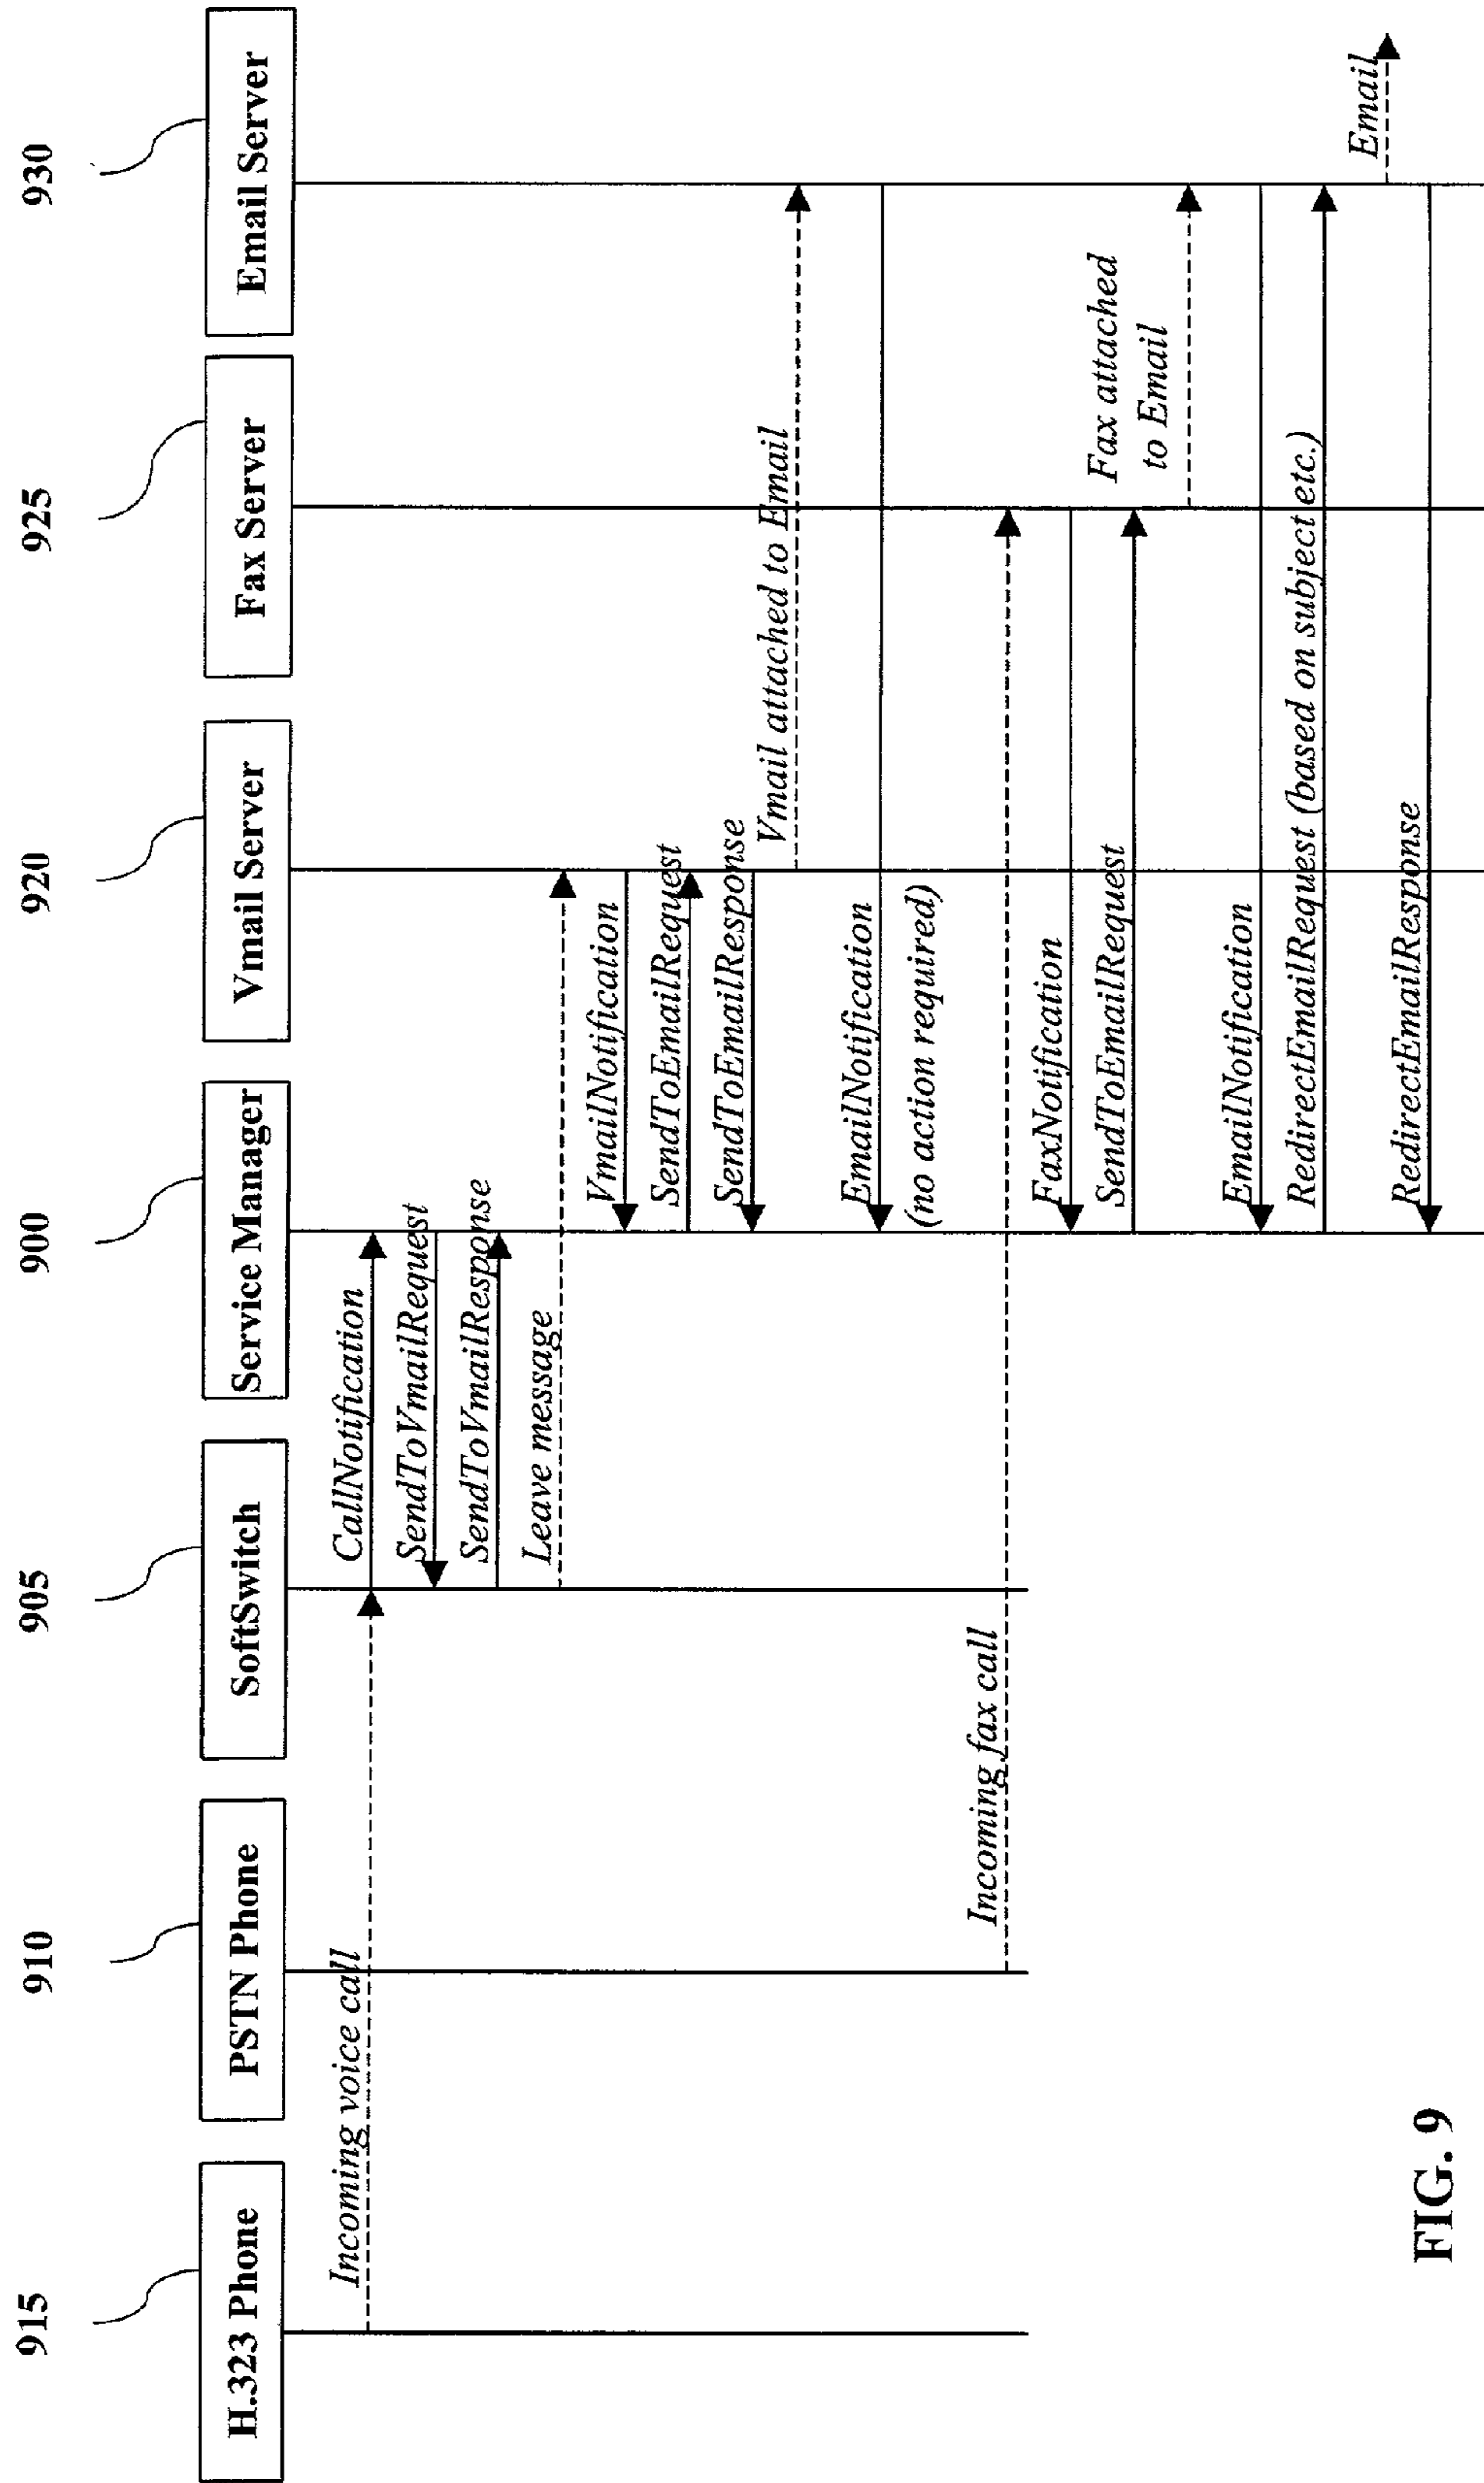 915
910
905
900
920
925
930
H.323 Phone
PSTN Phone
SoftSwitch
Service Manager
Vmail Server
Fax Server
Email Server
Incoming voice call
CallNotification
SendToVmailRequest
SendToVmailResponse
Leave message
VmailNotification
SendToEmailRequest
SendToEmailResponse
Vmail attached to Email
EmailNotification
(no action required)
Incoming fax call
FaxNotification
SendToEmailRequest
Fax attached
to Email
EmailNotification
RedirectEmailRequest (based on subject etc.)
Email
RedirectEmailResponse
FIG. 9